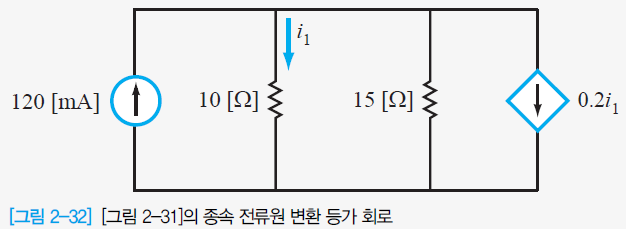 i₁
120 [mA]
10 [Ω]
15 [Ω]
0.2i₁
[그림 2-32] [그림 2-31]의 종속 전류원 변환 등가 회로